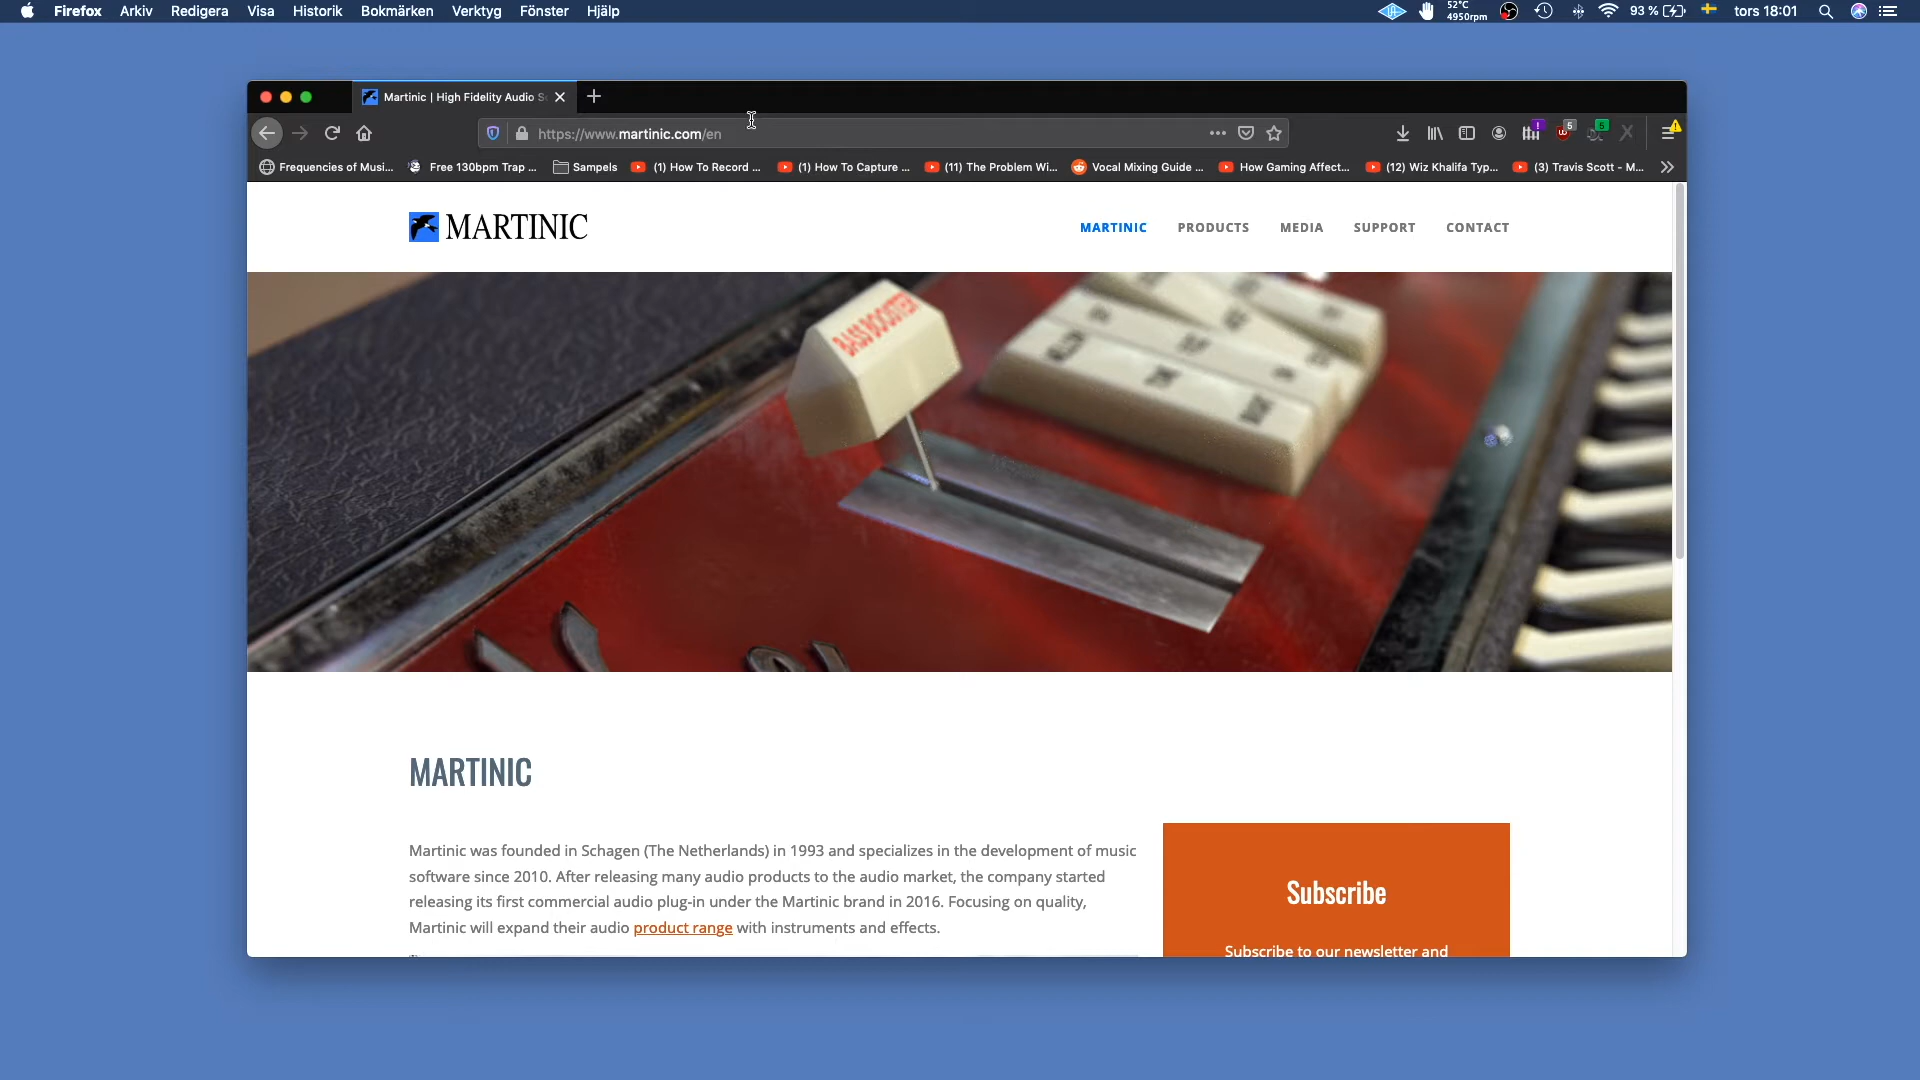 Firefox Arkiv Redigera Visa Historik Bokmärken Verktyg Fönster Hjälp
52°C
4950rpm
93 % tors 18:01
Martinic | High Fidelity Audio S
https://www.martinic.com/en
! 5 5
Frequencies of Musi... Free 130bpm Trap ... Sampels (1) How To Record ... (1) How To Capture ... (11) The Problem Wi... Vocal Mixing Guide ... How Gaming Affect... (12) Wiz Khalifa Typ... (3) Travis Scott - M...
MARTINIC
MARTINIC PRODUCTS MEDIA SUPPORT CONTACT
BASS BOOSTER
MARTINIC
Martinic was founded in Schagen (The Netherlands) in 1993 and specializes in the development of music
software since 2010. After releasing many audio products to the audio market, the company started
releasing its first commercial audio plug-in under the Martinic brand in 2016. Focusing on quality,
Martinic will expand their audio product range with instruments and effects.
Subscribe
Subscribe to our newsletter and